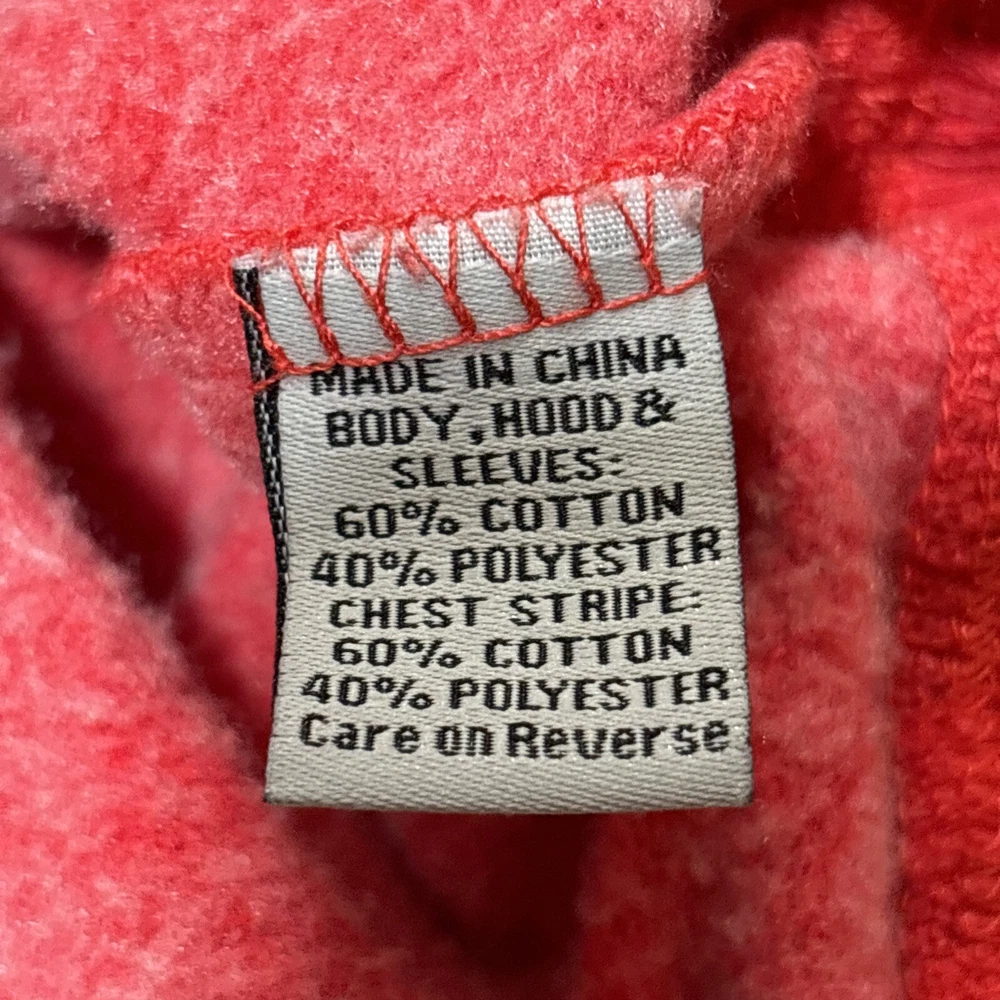 MADE IN CHINA
BODY, HOOD &
SLEEVES:
60% COTTON
40% POLYESTER
CHEST STRIPE:
60% COTTON
40% POLYESTER
Care on Reverse